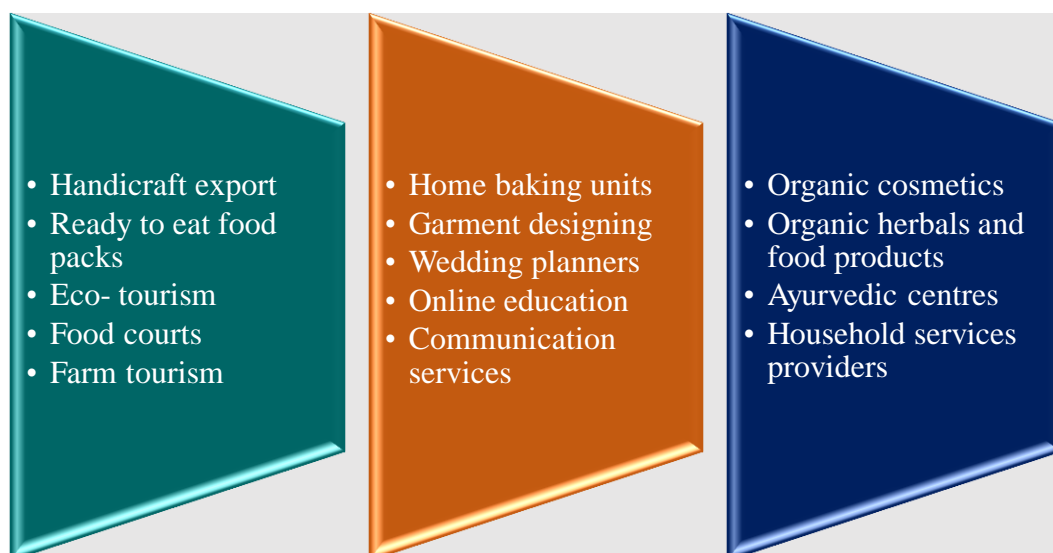 • Handicraft export
• Ready to eat food
packs
• Eco- tourism
• Food courts
• Farm tourism
• Home baking units
• Garment designing
• Wedding planners
• Online education
• Communication
services
• Organic cosmetics
• Organic herbals and
food products
• Ayurvedic centres
• Household services
providers